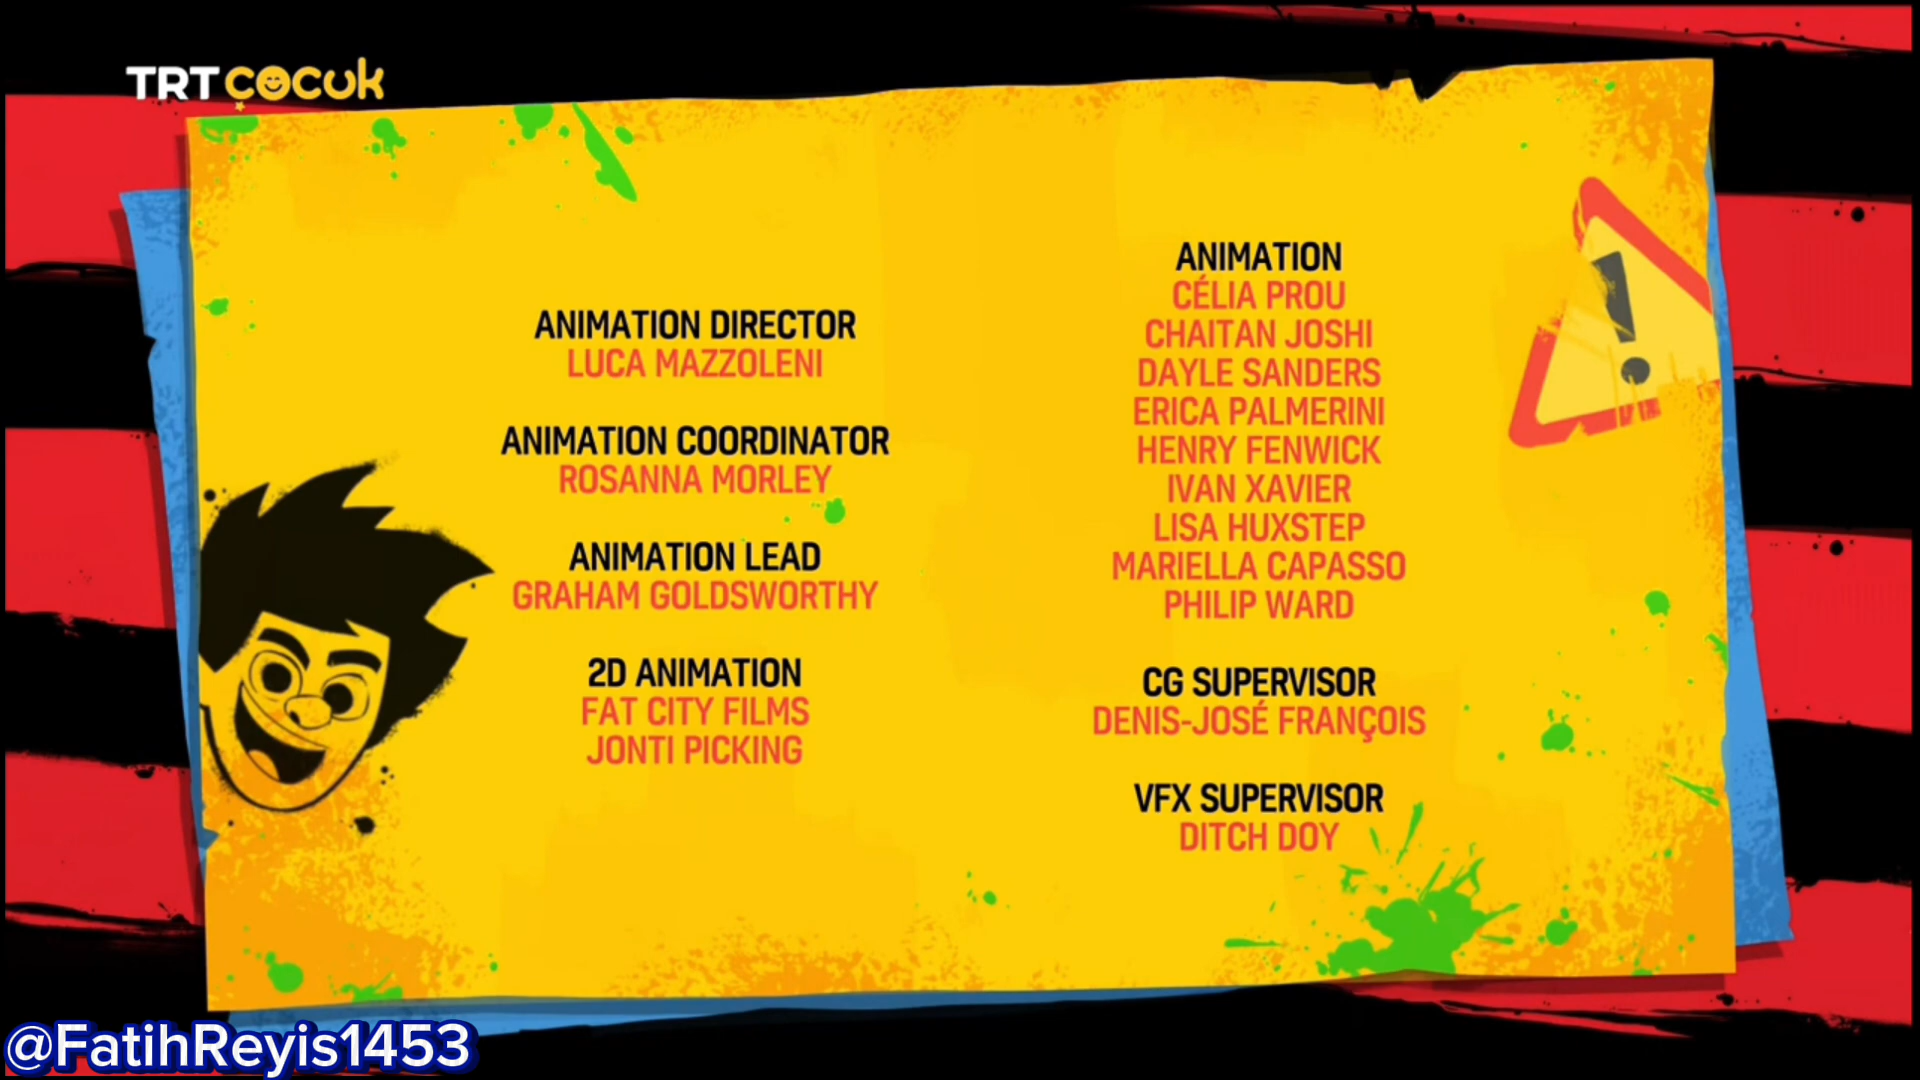 TRT cocuk
ANIMATION DIRECTOR
LUCA MAZZOLENI
ANIMATION COORDINATOR
ROSANNA MORLEY
ANIMATION LEAD
GRAHAM GOLDSWORTHY
2D ANIMATION
FAT CITY FILMS
JONTI PICKING
ANIMATION
CÉLIA PROU
CHAITAN JOSHI
DAYLE SANDERS
ERICA PALMERINI
HENRY FENWICK
IVAN XAVIER
LISA HUXSTEP
MARIELLA CAPASSO
PHILIP WARD
CG SUPERVISOR
DENIS-JOSÉ FRANÇOIS
VFX SUPERVISOR
DITCH DOY
!
@FatihReyis1453